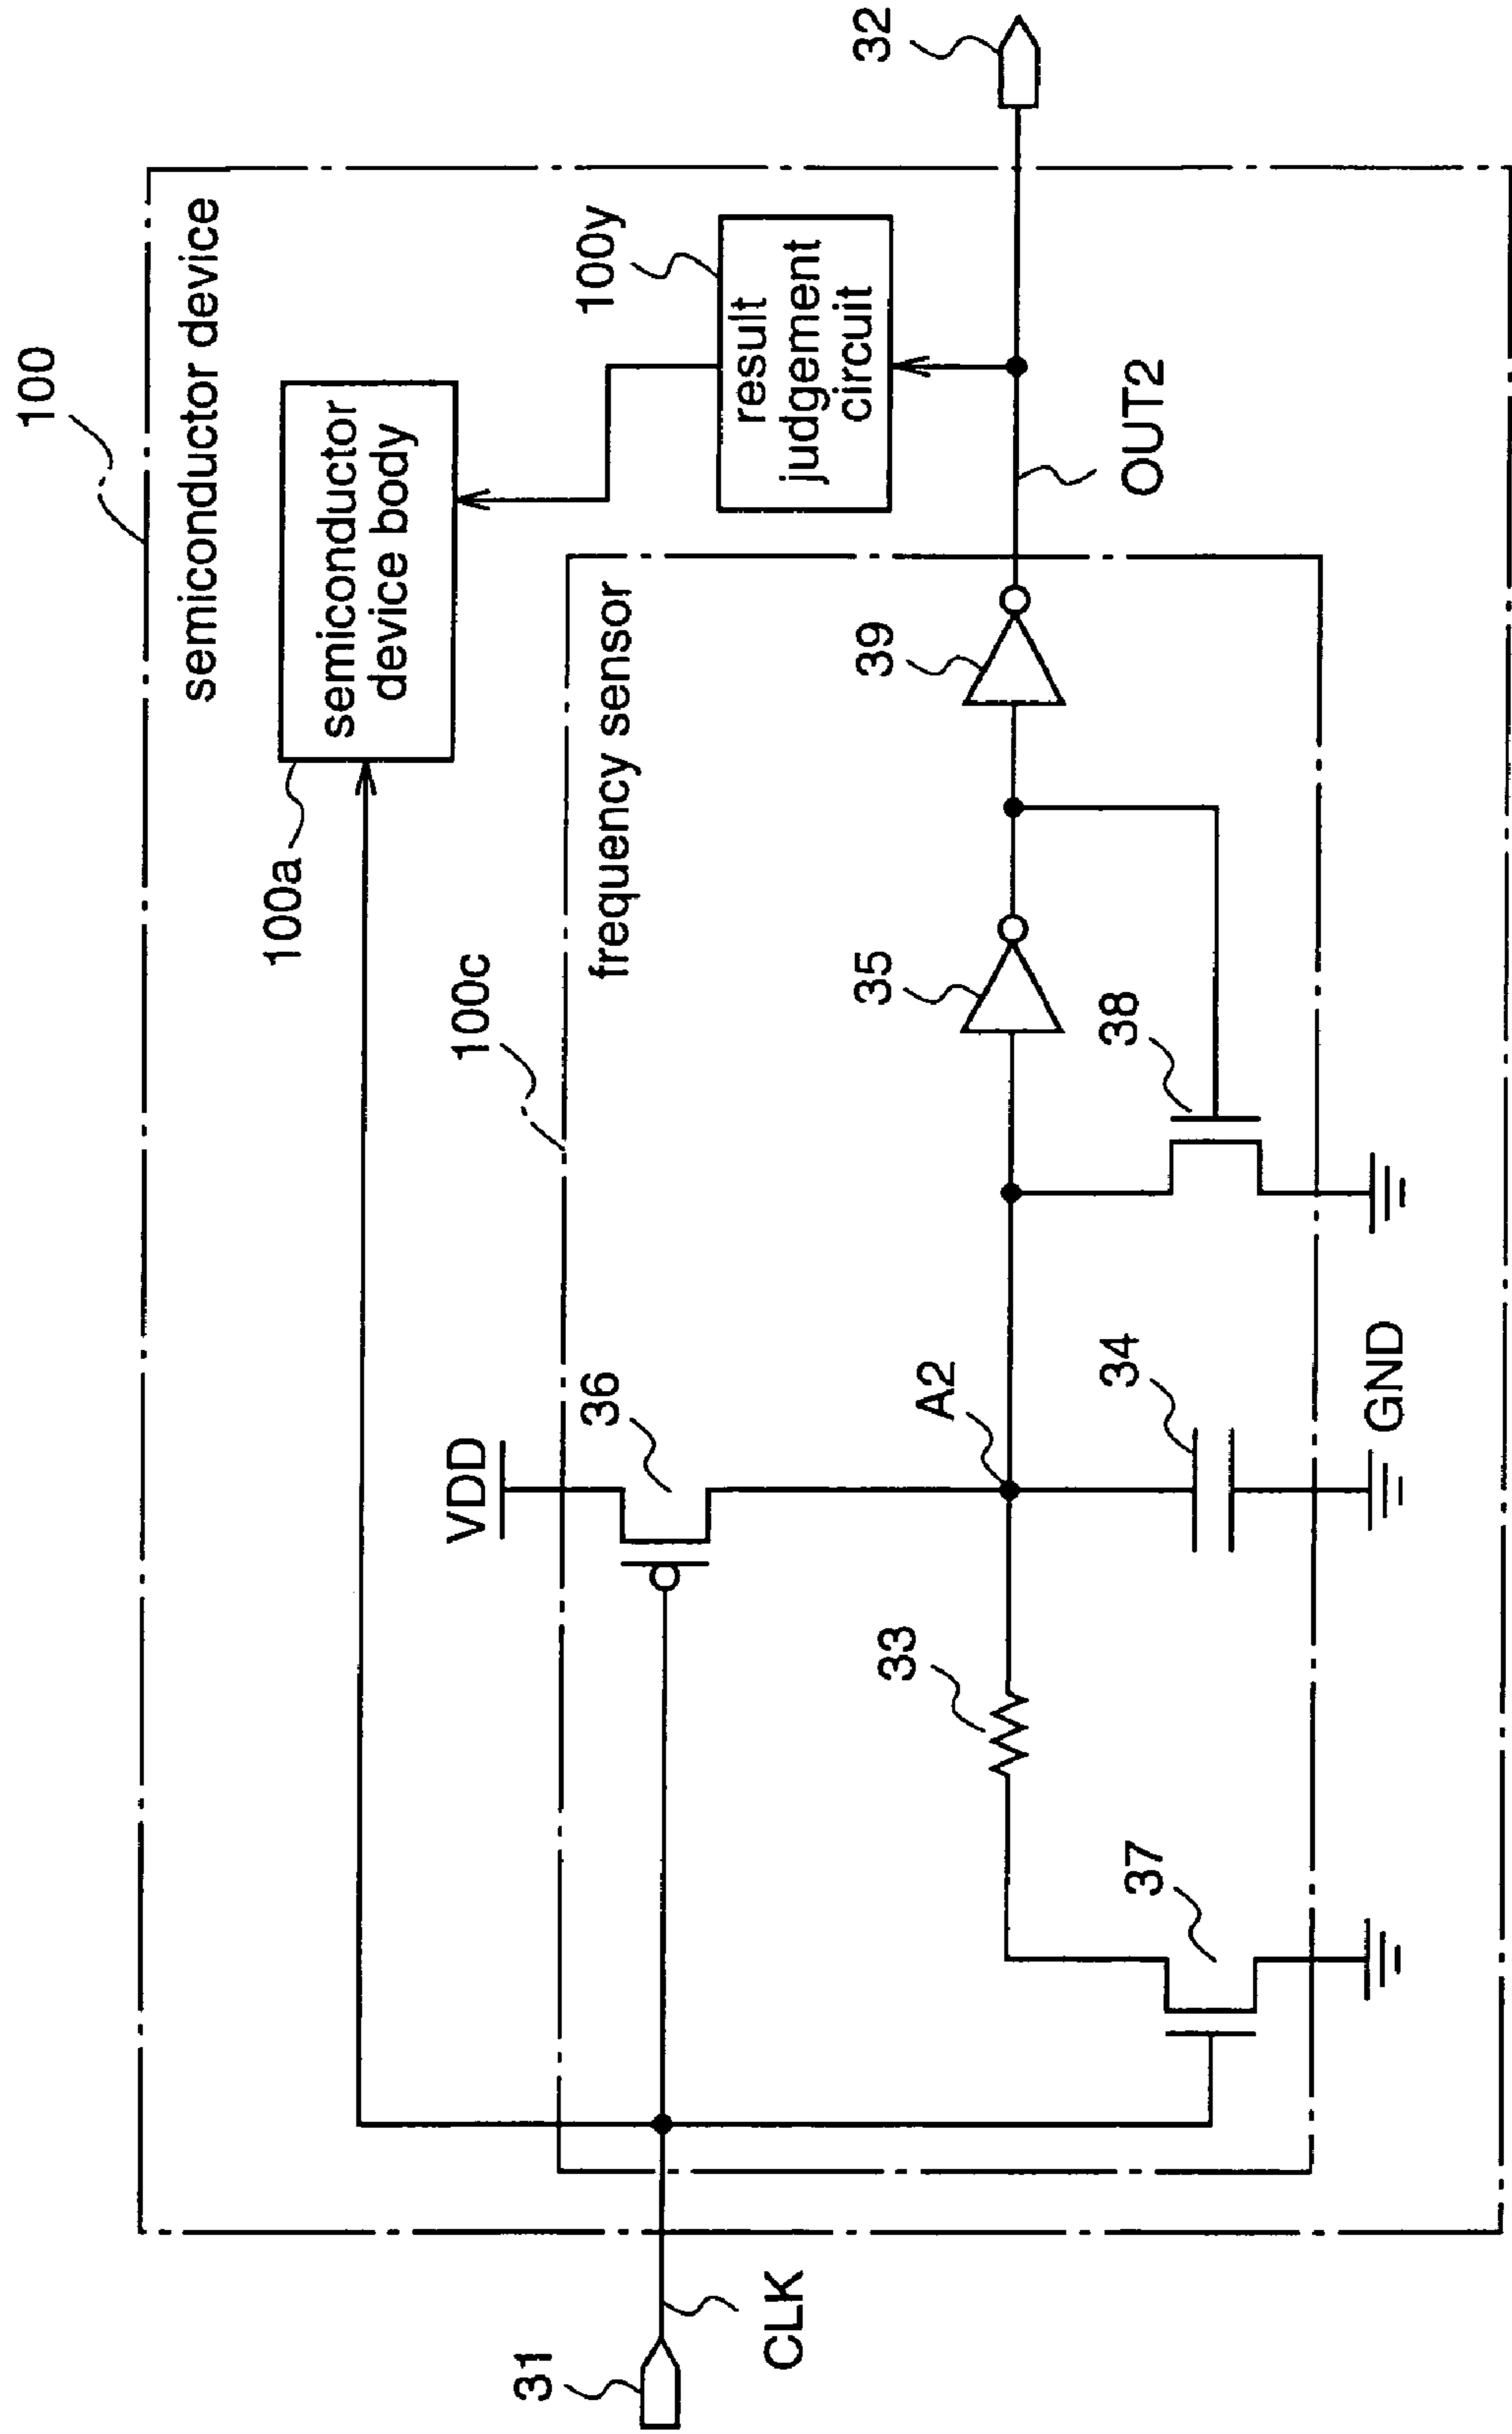 100
semiconductor device
100a
semiconductor
device body
100y
result
judgement
circuit
100c
frequency sensor
VDD
36
31
CLK
33
A2
35
39
OUT2
32
37
34
38
GND